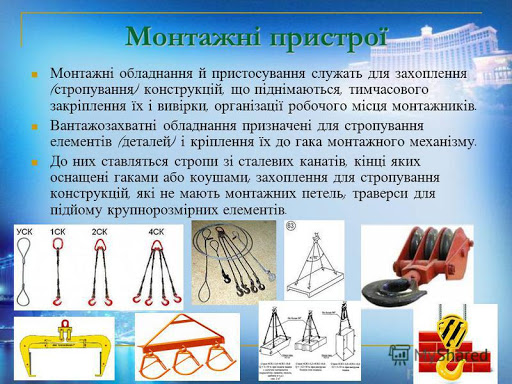 Монтажні пристрої
Монтажні обладнання й пристосування служать для захоплення
/стропування/ конструкцій, що піднімаються, тимчасового
закріплення їх і вивірки, організації робочого місця монтажників.
Вантажозахватні обладнання призначені для стропування
елементів /деталей/ і кріплення їх до гака монтажного механізму.
До них ставляться стропи зі сталевих канатів, кінці яких
оснащені гаками або коушами; захоплення для стропування
конструкцій, які не мають монтажних петель; траверси для
підйому крупнорозмірних елементів.
УСК 1СК 2СК 4СК
63
MyShared